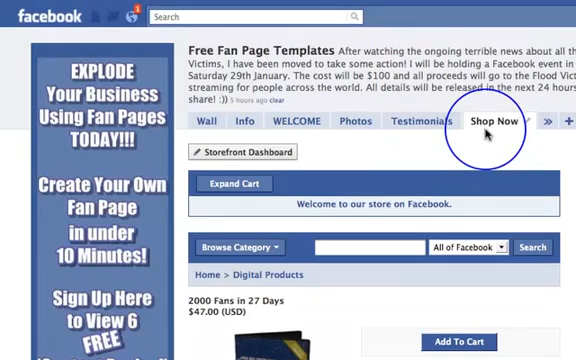 facebook
1
Search
EXPLODE
Your Business
Using Fan Pages
TODAY!!!
Create Your Own
Fan Page
in under
10 Minutes!
Sign Up Here
to View 6
FREE
Free Fan Page Templates After watching the ongoing terrible news about all th
Victims, I have been moved to take some action! I will be holding a Facebook event in
Saturday 29th January. The cost will be $100 and all proceeds will go to the Flood Vict
streaming for people across the world. All details will be released in the next 24 hours
share! :)) 5 hours ago clear
Wall Info WELCOME Photos Testimonials Shop Now » +
Storefront Dashboard
Expand Cart
Welcome to our store on Facebook.
Browse Category All of Facebook Search
Home > Digital Products
2000 Fans in 27 Days
$47.00 (USD)
Add To Cart